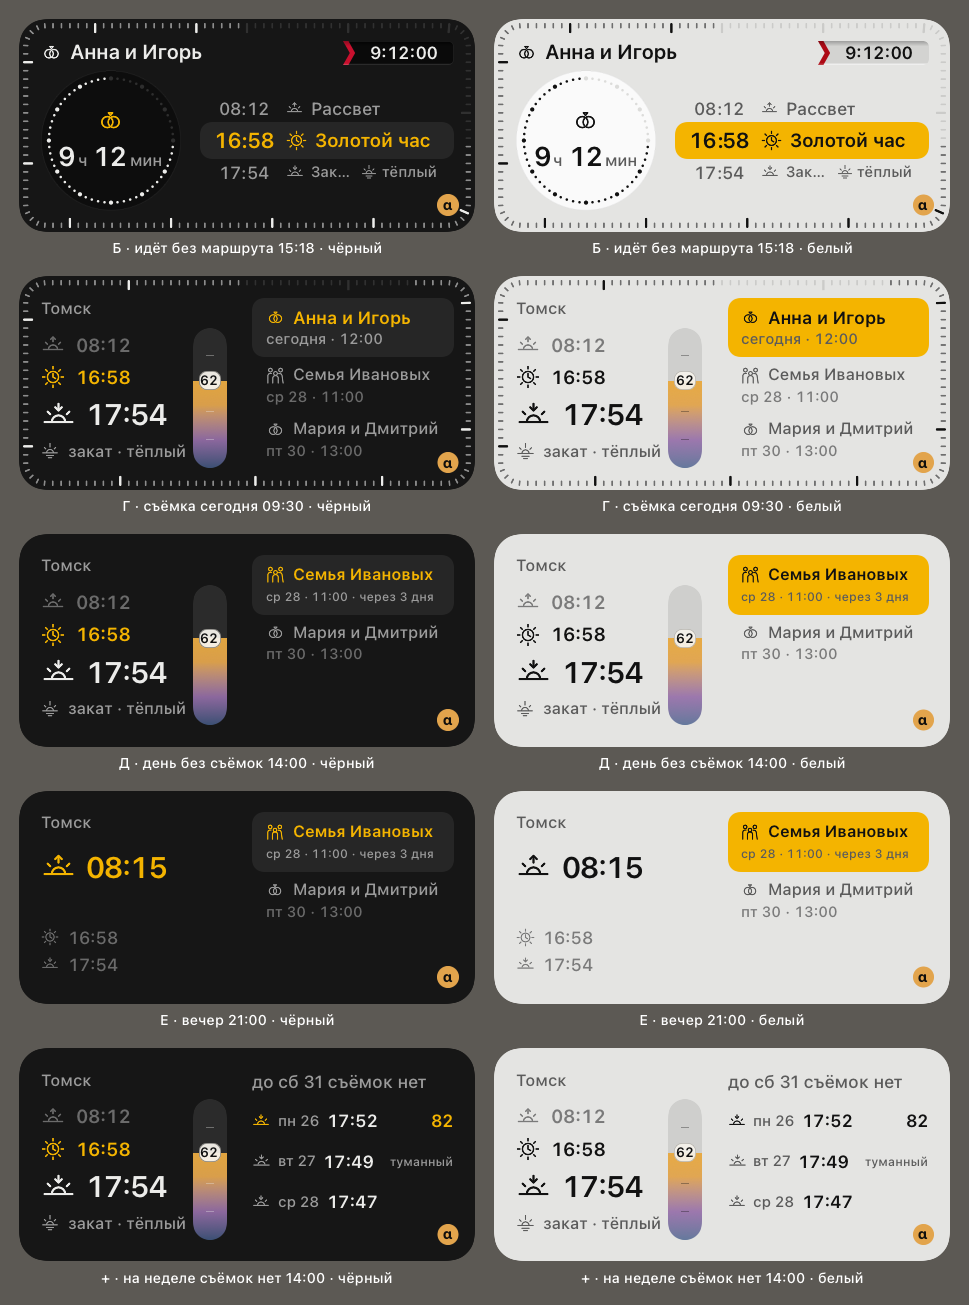 Анна и Игорь
9:12:00
08:12 Рассвет
16:58 Золотой час
9 ч 12 мин
17:54 Зак... тёплый
α
Б · идёт без маршрута 15:18 · чёрный
Анна и Игорь
9:12:00
08:12 Рассвет
16:58 Золотой час
9 ч 12 мин
17:54 Зак... тёплый
α
Б · идёт без маршрута 15:18 · белый
Томск
08:12
16:58
17:54
закат · тёплый
62
Анна и Игорь
сегодня · 12:00
Семья Ивановых
ср 28 · 11:00
Мария и Дмитрий
пт 30 · 13:00
α
Г · съёмка сегодня 09:30 · чёрный
Томск
08:12
16:58
17:54
закат · тёплый
62
Анна и Игорь
сегодня · 12:00
Семья Ивановых
ср 28 · 11:00
Мария и Дмитрий
пт 30 · 13:00
α
Г · съёмка сегодня 09:30 · белый
Томск
08:12
16:58
17:54
закат · тёплый
62
Семья Ивановых
ср 28 · 11:00 · через 3 дня
Мария и Дмитрий
пт 30 · 13:00
α
Д · день без съёмок 14:00 · чёрный
Томск
08:12
16:58
17:54
закат · тёплый
62
Семья Ивановых
ср 28 · 11:00 · через 3 дня
Мария и Дмитрий
пт 30 · 13:00
α
Д · день без съёмок 14:00 · белый
Томск
08:15
16:58
17:54
Семья Ивановых
ср 28 · 11:00 · через 3 дня
Мария и Дмитрий
пт 30 · 13:00
α
Е · вечер 21:00 · чёрный
Томск
08:15
16:58
17:54
Семья Ивановых
ср 28 · 11:00 · через 3 дня
Мария и Дмитрий
пт 30 · 13:00
α
Е · вечер 21:00 · белый
Томск
08:12
16:58
17:54
закат · тёплый
62
до сб 31 съёмок нет
пн 26 17:52 82
вт 27 17:49 туманный
ср 28 17:47
α
+ · на неделе съёмок нет 14:00 · чёрный
Томск
08:12
16:58
17:54
закат · тёплый
62
до сб 31 съёмок нет
пн 26 17:52 82
вт 27 17:49 туманный
ср 28 17:47
α
+ · на неделе съёмок нет 14:00 · белый